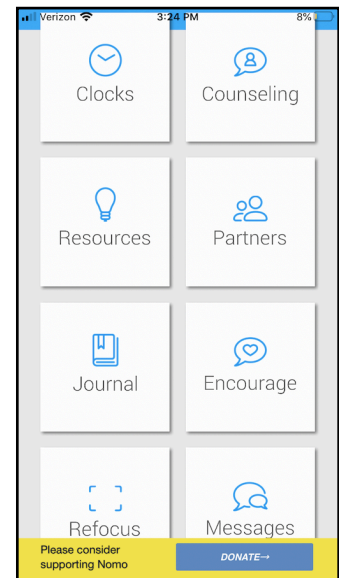 Verizon 3:24 PM 8%
Clocks Counseling
Resources Partners
Journal Encourage
Refocus Messages
Please consider
supporting Nomo
DONATE→